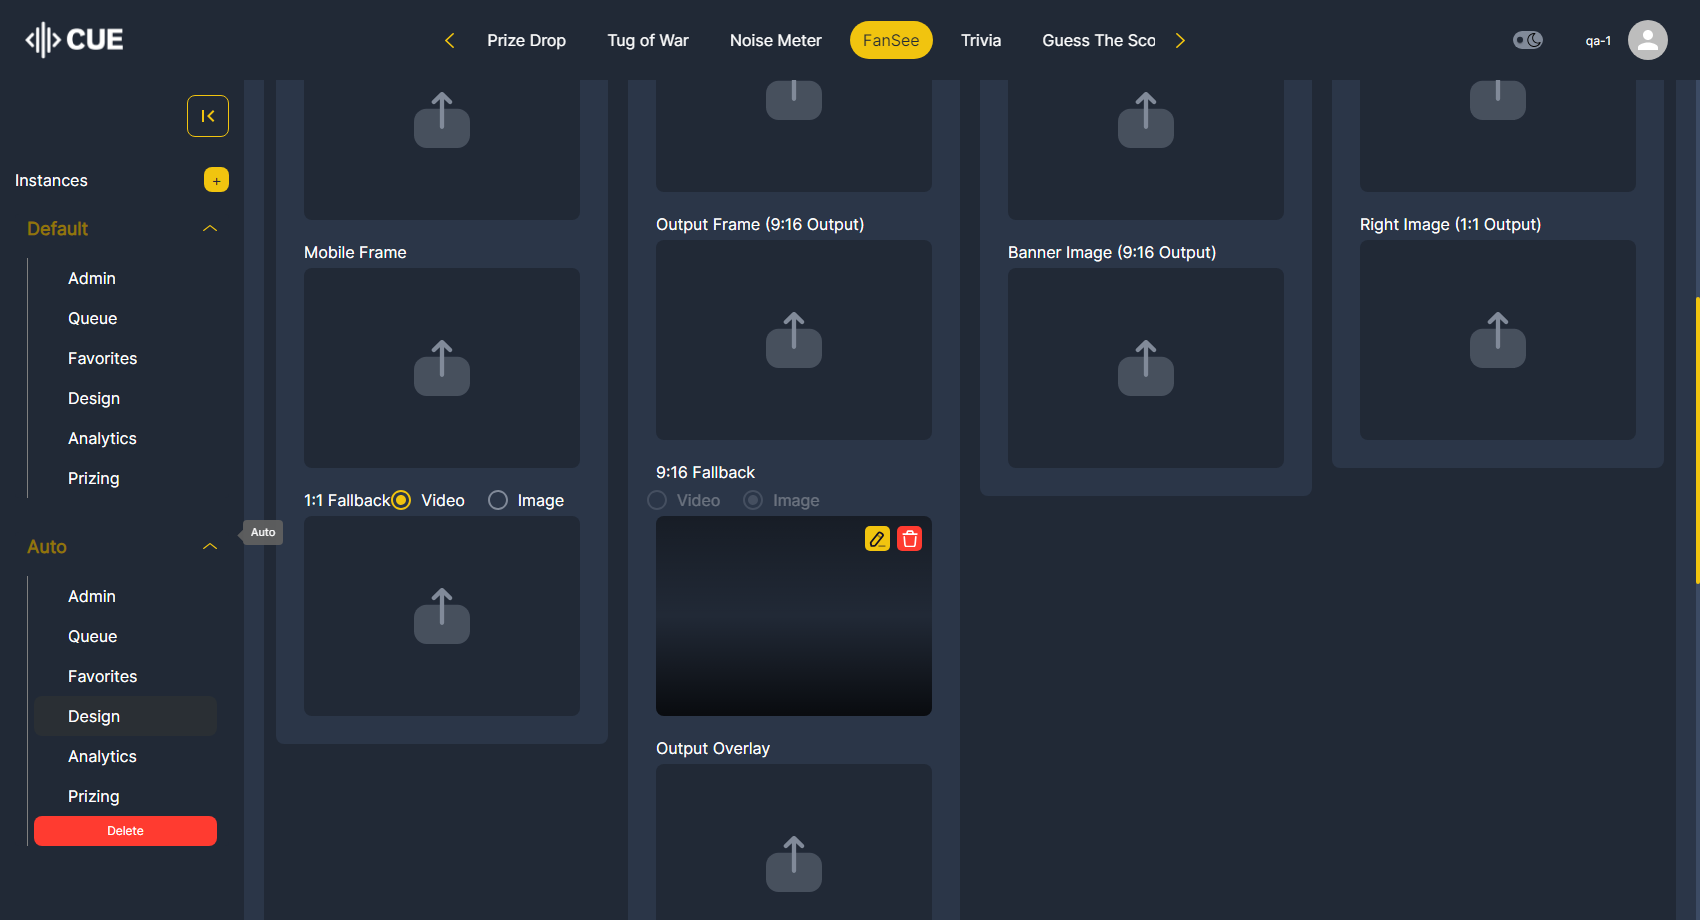 CUE
Prize Drop
Tug of War
Noise Meter
FanSee
Trivia
Guess The Sco
qa-1
Instances
+
Default
Admin
Queue
Favorites
Design
Analytics
Prizing
Auto
Admin
Queue
Favorites
Design
Analytics
Prizing
Delete
Auto
Mobile Frame
1:1 Fallback Video Image
Output Frame (9:16 Output)
9:16 Fallback
Video Image
Output Overlay
Banner Image (9:16 Output)
Right Image (1:1 Output)